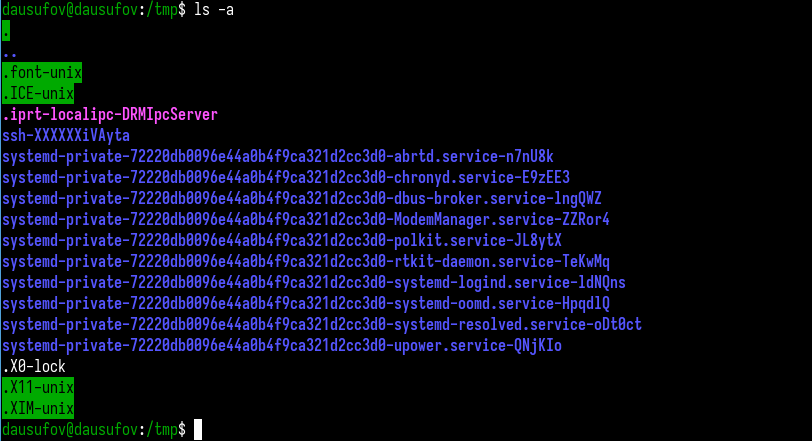 dausufov@dausufov:/tmp$ ls -a
.
..
.font-unix
.ICE-unix
.iprt-localipc-DRMIpcServer
ssh-XXXXXXiVAyta
systemd-private-72220db0096e44a0b4f9ca321d2cc3d0-abrtd.service-n7nU8k
systemd-private-72220db0096e44a0b4f9ca321d2cc3d0-chronyd.service-E9zEE3
systemd-private-72220db0096e44a0b4f9ca321d2cc3d0-dbus-broker.service-lngQWZ
systemd-private-72220db0096e44a0b4f9ca321d2cc3d0-ModemManager.service-ZZRor4
systemd-private-72220db0096e44a0b4f9ca321d2cc3d0-polkit.service-JL8ytX
systemd-private-72220db0096e44a0b4f9ca321d2cc3d0-rtkit-daemon.service-TeKwMq
systemd-private-72220db0096e44a0b4f9ca321d2cc3d0-systemd-logind.service-ldNQns
systemd-private-72220db0096e44a0b4f9ca321d2cc3d0-systemd-oomd.service-HpqdlQ
systemd-private-72220db0096e44a0b4f9ca321d2cc3d0-systemd-resolved.service-oDt0ct
systemd-private-72220db0096e44a0b4f9ca321d2cc3d0-upower.service-QNjKIo
.X0-lock
.X11-unix
.XIM-unix
dausufov@dausufov:/tmp$